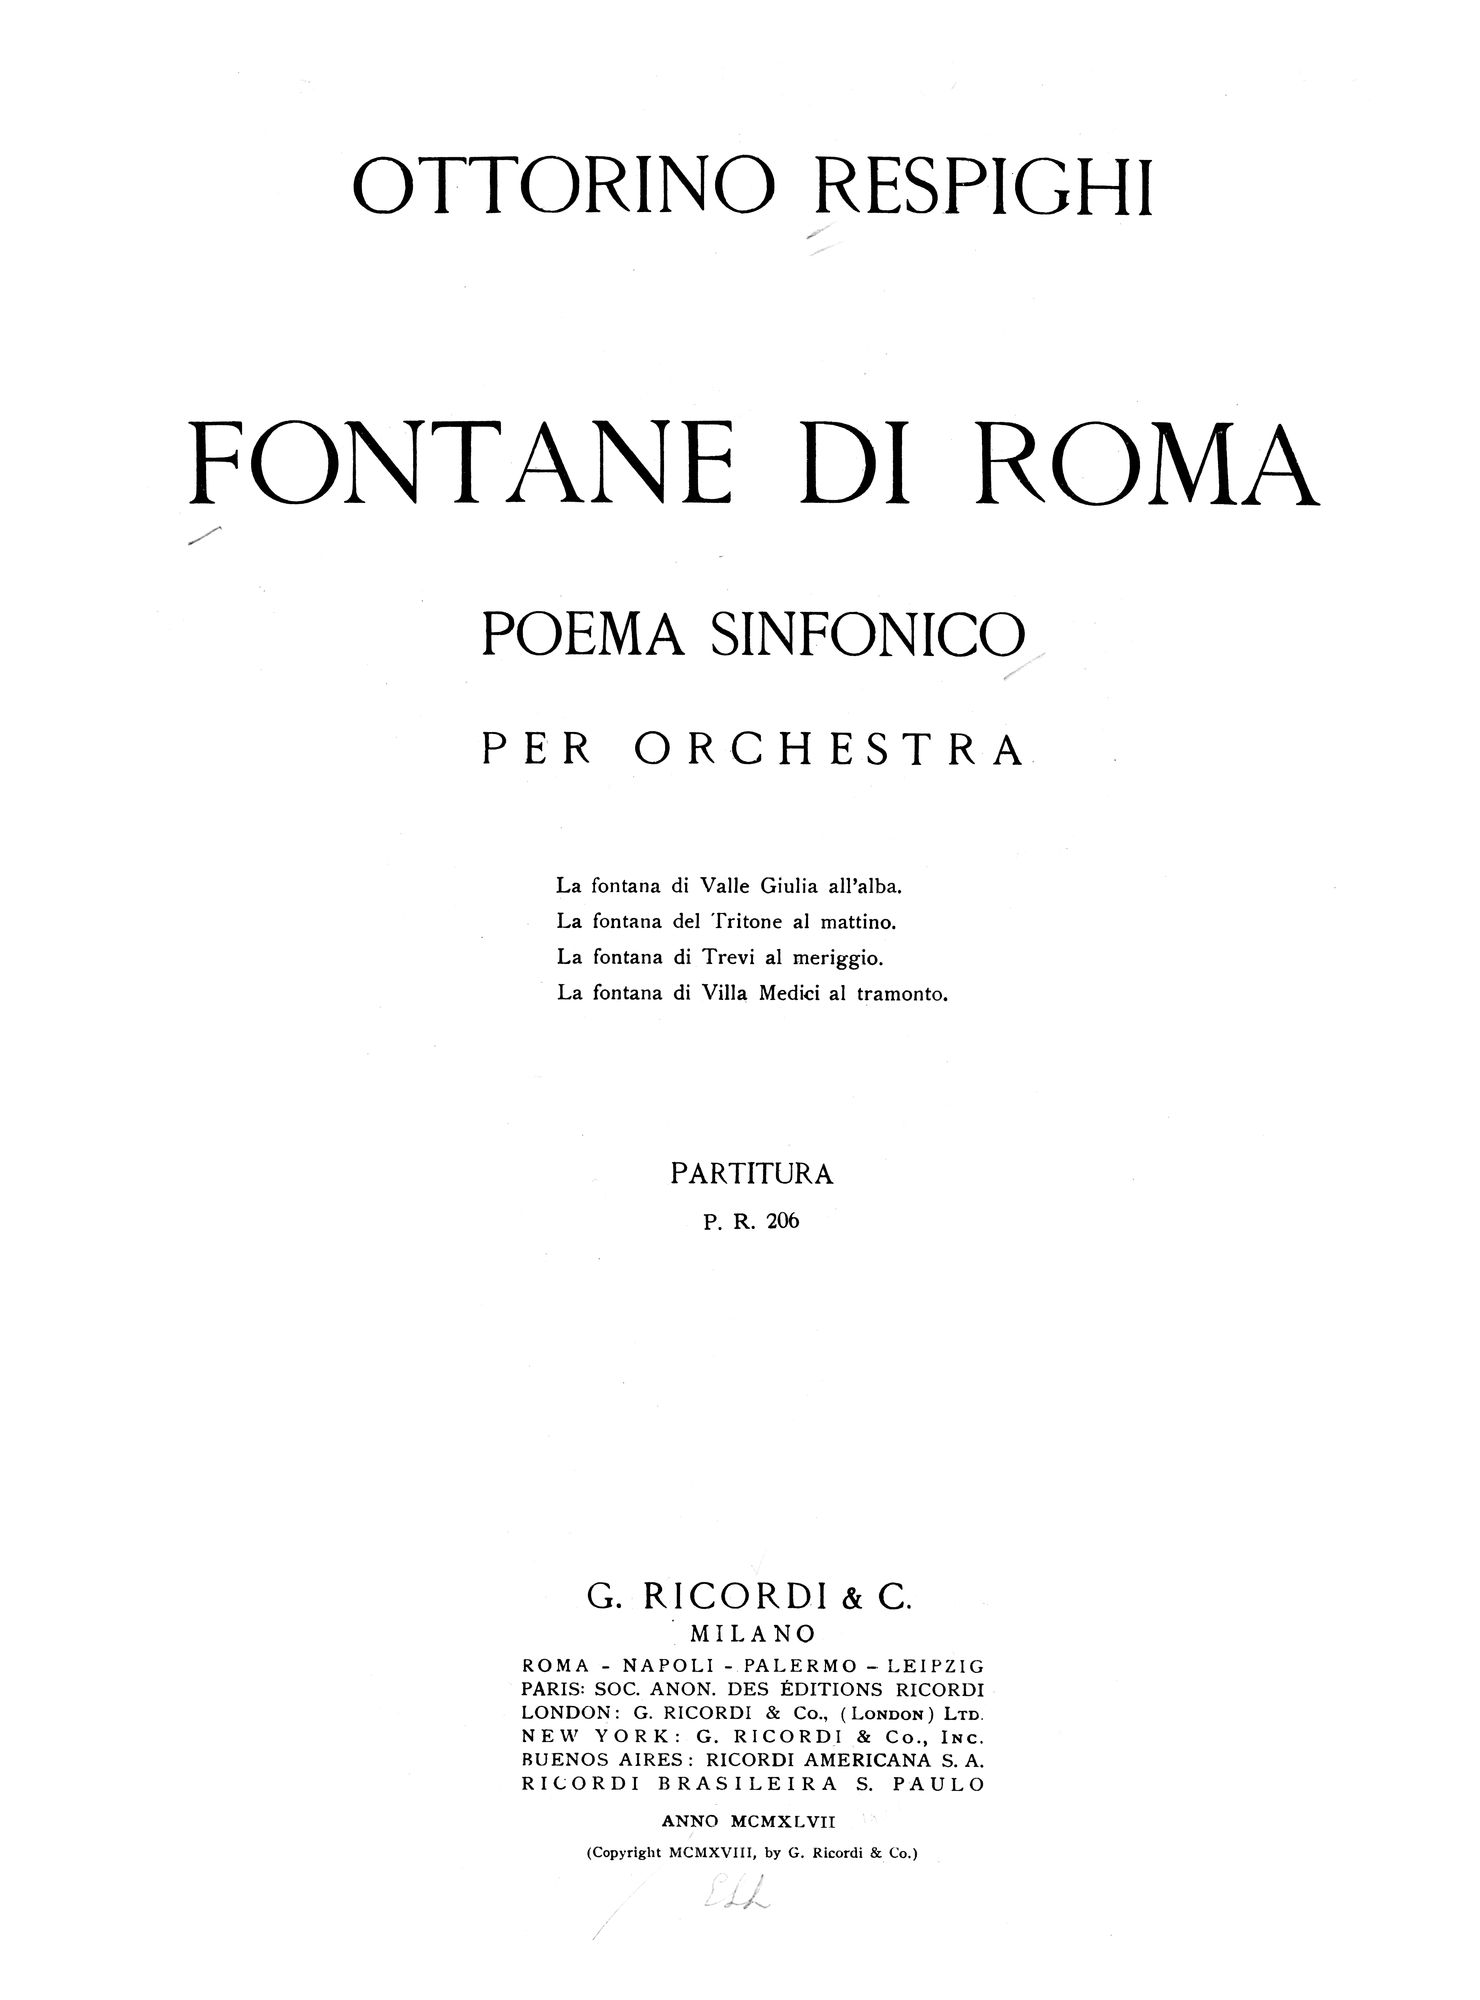 OTTORINO RESPIGHI
FONTANE DI ROMA
POEMA SINFONICO
PER ORCHESTRA
La fontana di Valle Giulia all'alba.
La fontana del Tritone al mattino.
La fontana di Trevi al meriggio.
La fontana di Villa Medici al tramonto.
PARTITURA
P. R. 206
G. RICORDI & C.
MILANO
ROMA - NAPOLI - PALERMO - LEIPZIG
PARIS: SOC. ANON. DES ÉDITIONS RICORDI
LONDON: G. RICORDI & Co., (LONDON) LTD.
NEW YORK: G. RICORDI & Co., INC.
BUENOS AIRES: RICORDI AMERICANA S. A.
RICORDI BRASILEIRA S. PAULO
ANNO MCMXLVII
(Copyright MCMXVIII, by G. Ricordi & Co.)